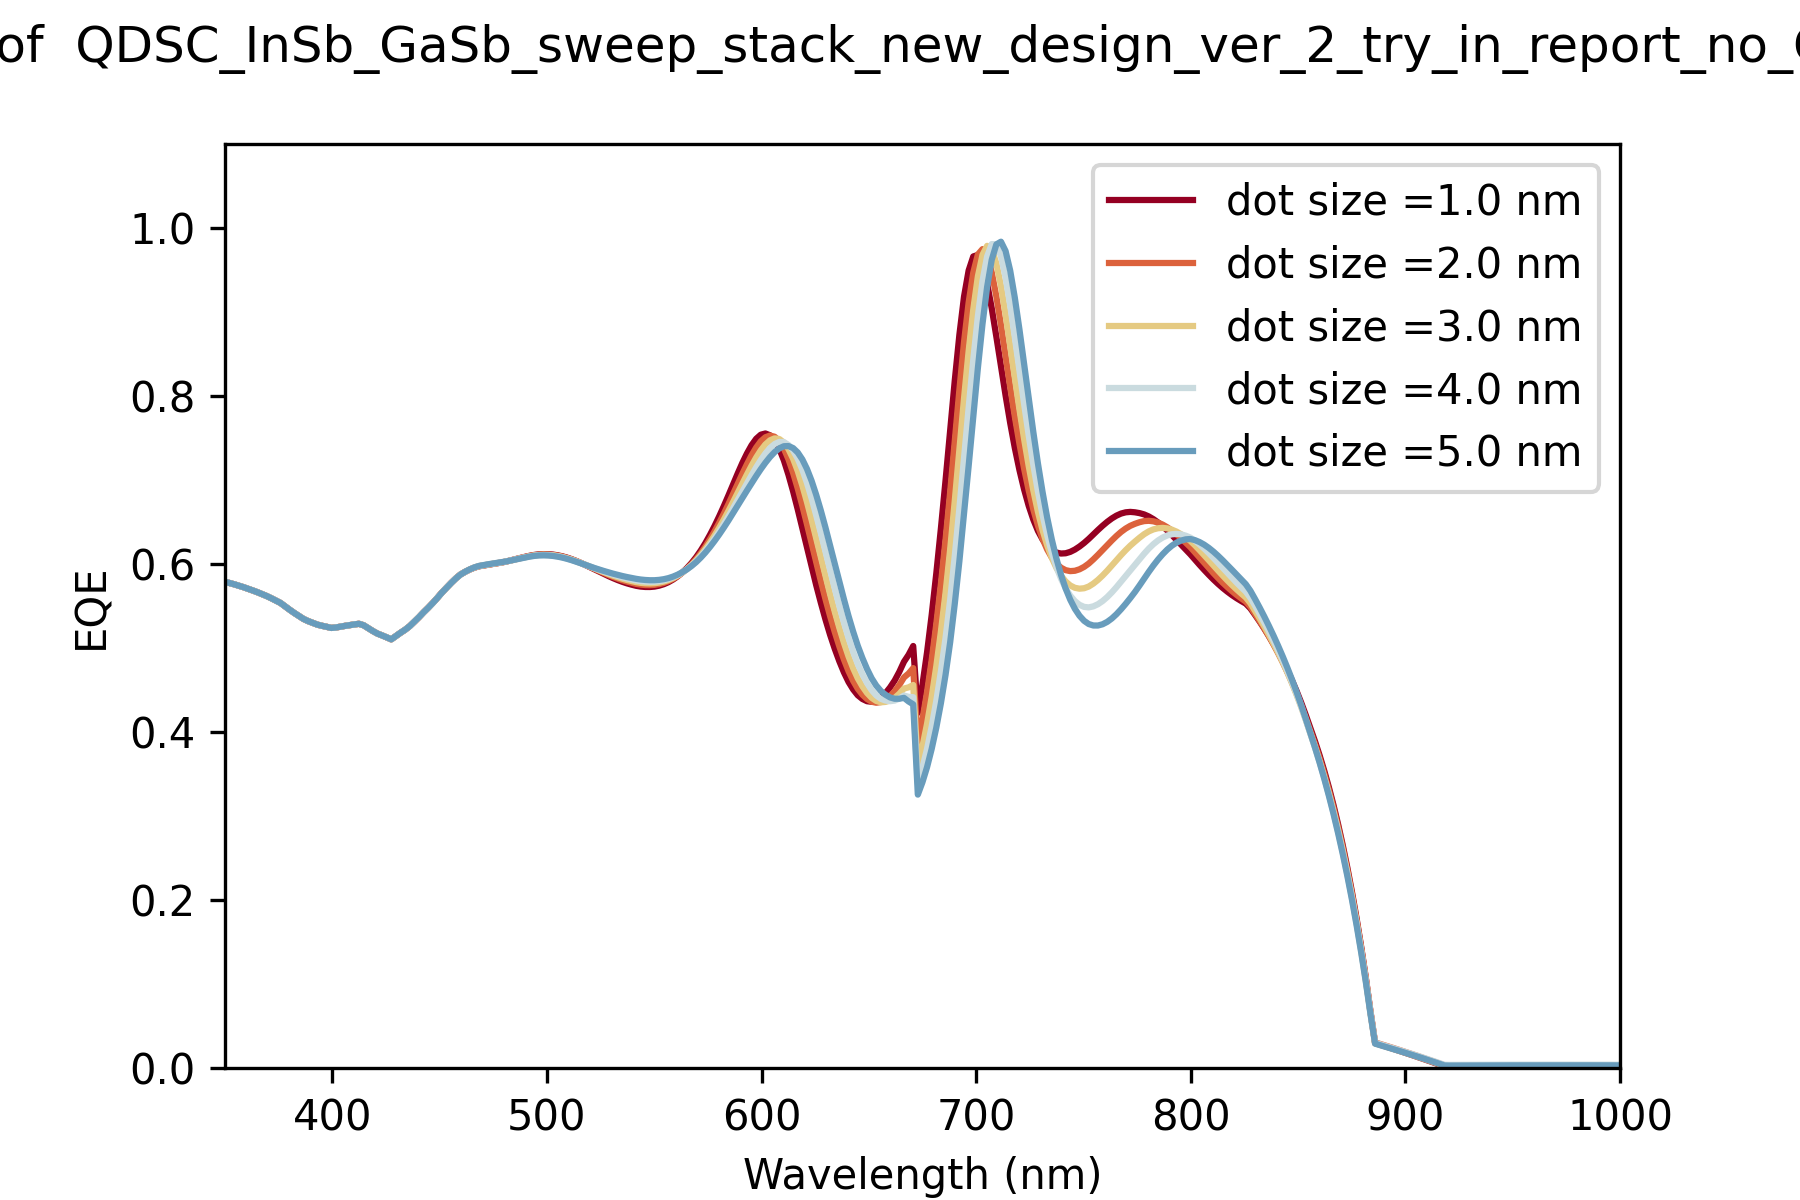 of  QDSC_InSb_GaSb_sweep_stack_new_design_ver_2_try_in_report_no_
dot size =1.0 nm
dot size =2.0 nm
dot size =3.0 nm
dot size =4.0 nm
dot size =5.0 nm
1.0
0.8
0.6
0.4
0.2
0.0
EQE
400 500 600 700 800 900 1000
Wavelength (nm)